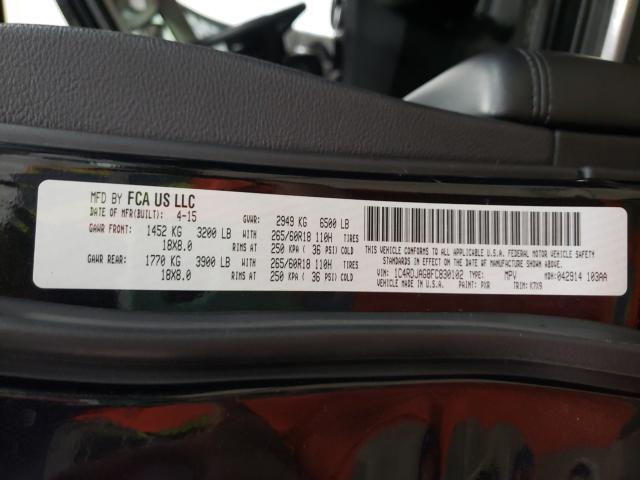 MFD BY FCA US LLC
DATE OF MFR(BUILT): 4-15 GVWR: 2949 KG 6500 LB
GAWR FRONT: 1452 KG 3200 LB WITH 265/60R18 110H TIRES
18X8.0 RIMS AT 250 KPA ( 36 PSI) COLD
GAWR REAR: 1770 KG 3900 LB WITH 265/60R18 110H TIRES
18X8.0 RIMS AT 250 KPA ( 36 PSI) COLD
THIS VEHICLE CONFORMS TO ALL APPLICABLE U.S.A. FEDERAL MOTOR VEHICLE SAFETY
STANDARDS IN EFFECT ON THE DATE OF MANUFACTURE SHOWN ABOVE.
VIN: 1C4RDJAG8FC830102 TYPE: MPV MDH:042914 103AA
VEHICLE MADE IN U.S.A. PAINT: PXR TRIM: K7X9